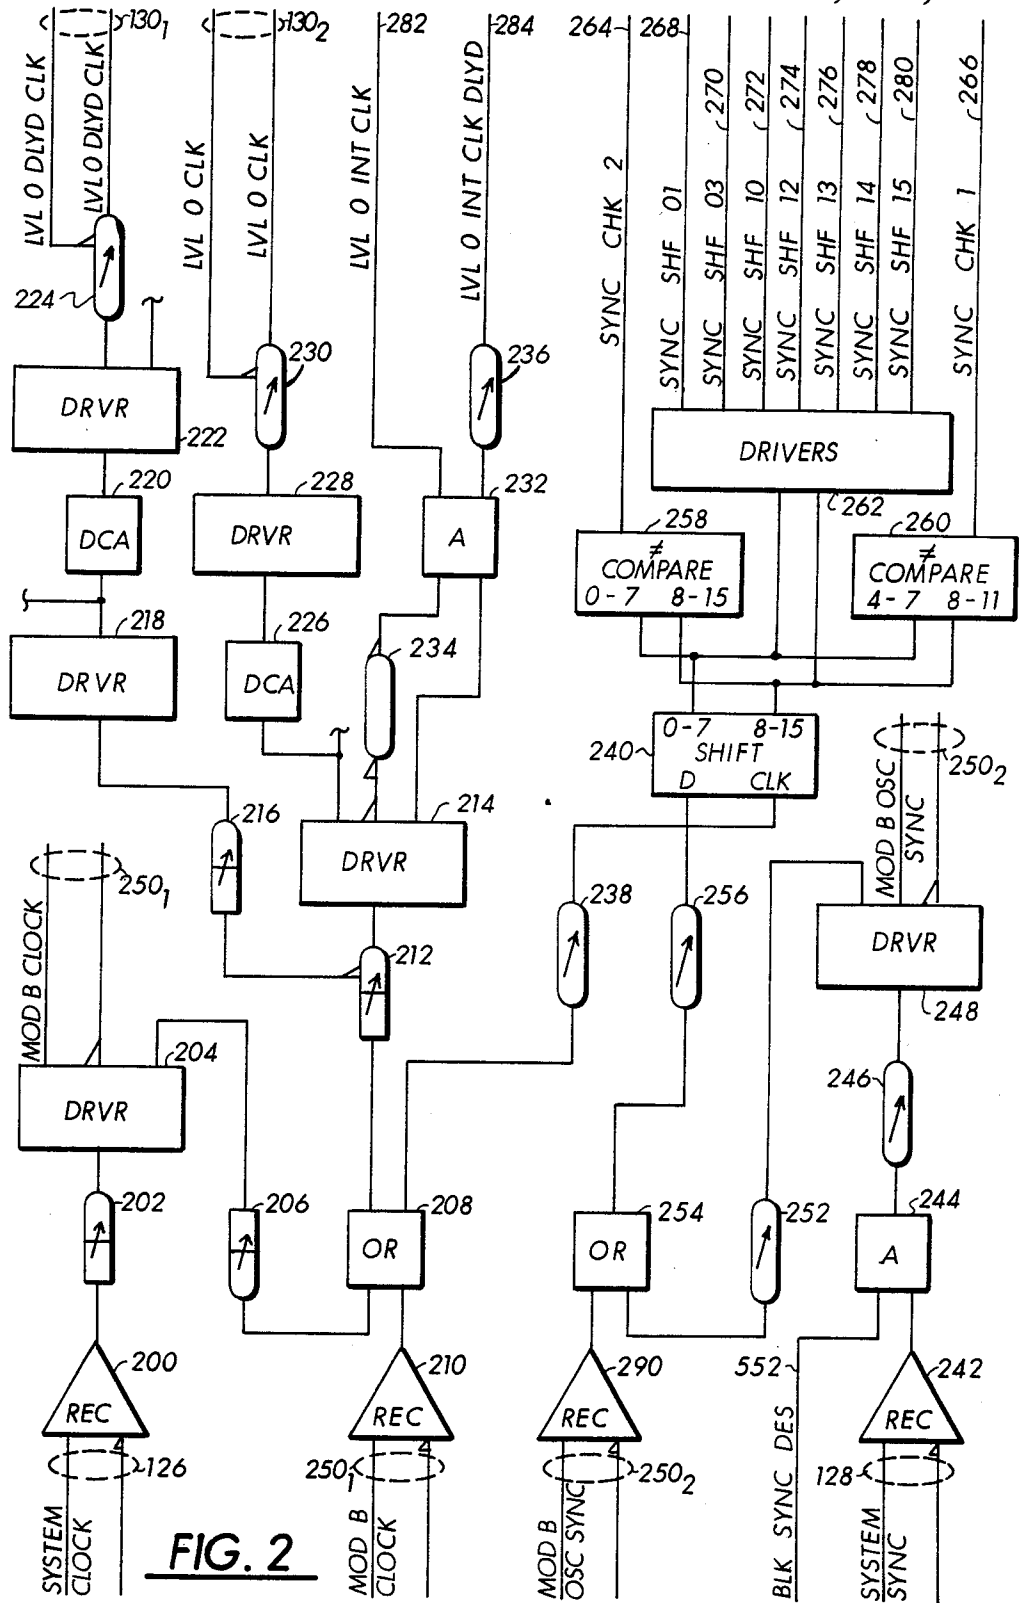 130₁
130₂
282
284
264
268
270
272
274
276
278
280
266
LVL 0 DLYD CLK
LVL 0 DLYD CLK
LVL 0 CLK
LVL 0 CLK
LVL 0 INT CLK
LVL 0 INT CLK DLYD
SYNC CHK 2
SYNC SHF 01
SYNC SHF 03
SYNC SHF 10
SYNC SHF 12
SYNC SHF 13
SYNC SHF 14
SYNC SHF 15
SYNC CHK 1
224
230
236
DRVR
222
DRIVERS
262
220
DCA
228
DRVR
232
A
258
≠
COMPARE
0-7 8-15
260
≠
COMPARE
4-7 8-11
218
DRVR
226
DCA
234
240
0-7 8-15
SHIFT
D CLK
250₂
MOD B OSC
SYNC
216
214
DRVR
250₁
MOD B CLOCK
212
238
256
DRVR
248
204
DRVR
246
202
206
208
OR
254
OR
252
244
A
200
REC
210
REC
290
REC
552
242
REC
126
250₁
250₂
128
SYSTEM
CLOCK
MOD B
CLOCK
MOD B
OSC SYNC
BLK SYNC DES
SYSTEM
SYNC
FIG. 2